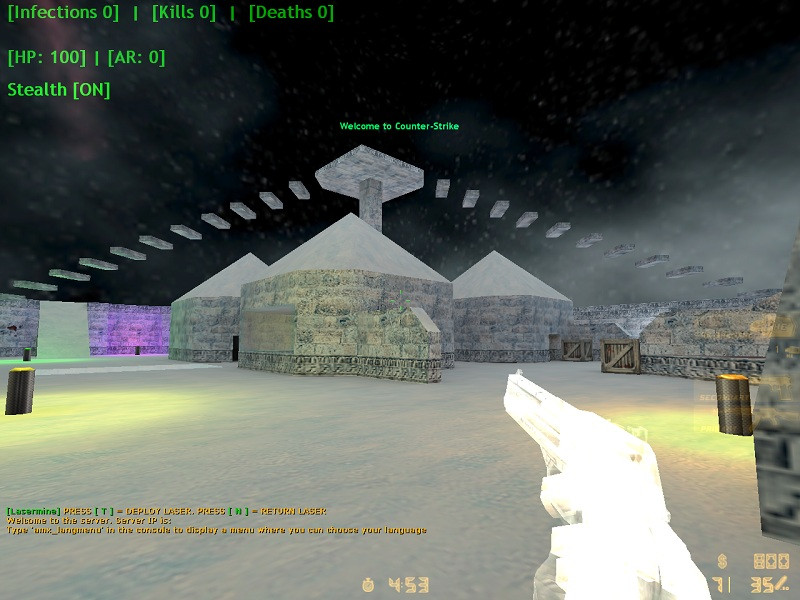 [Infections 0] | [Kills 0] | [Deaths 0]
[HP: 100] | [AR: 0]
Stealth [ON]
Welcome to Counter-Strike
[Lasermine] PRESS [ T ] = DEPLOY LASER. PRESS [ N ] = RETURN LASER
Welcome to the server. Server IP is:
Type 'amx_langmenu' in the console to display a menu where you can choose your language
$ 800
4:53
7| 35